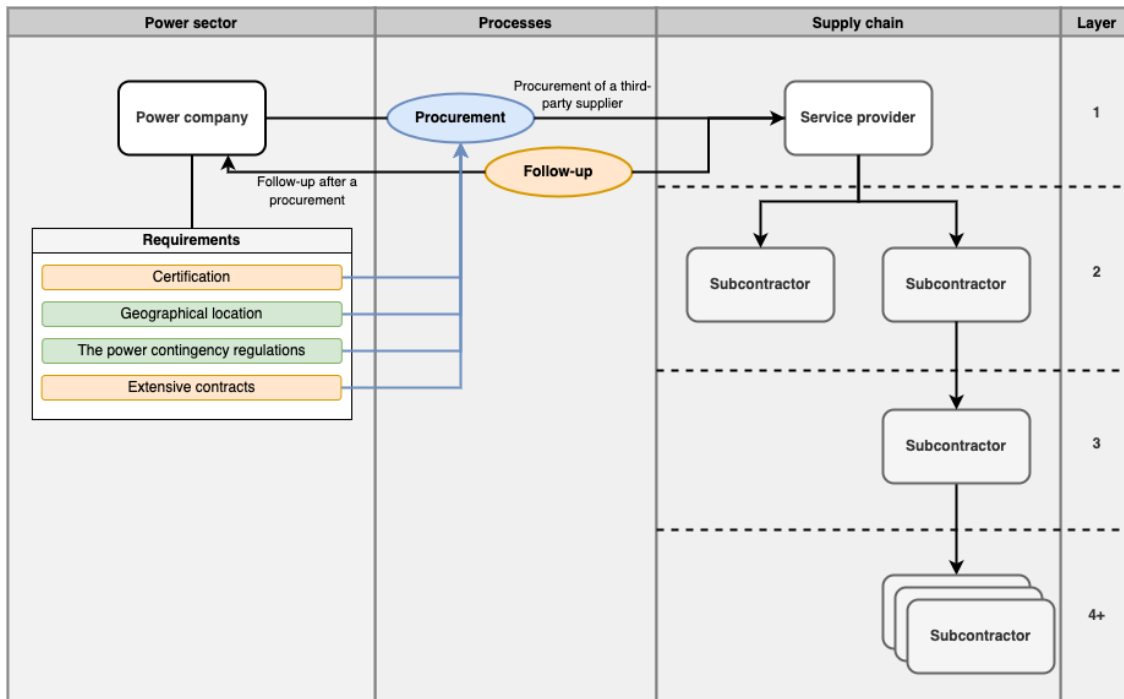 Power sector
Processes
Supply chain
Layer
Power company
Procurement
Procurement of a third-
party supplier
Service provider
1
Follow-up
Follow-up after a
procurement
Requirements
Certification
Geographical location
The power contingency regulations
Extensive contracts
Subcontractor
Subcontractor
2
Subcontractor
3
Subcontractor
4+